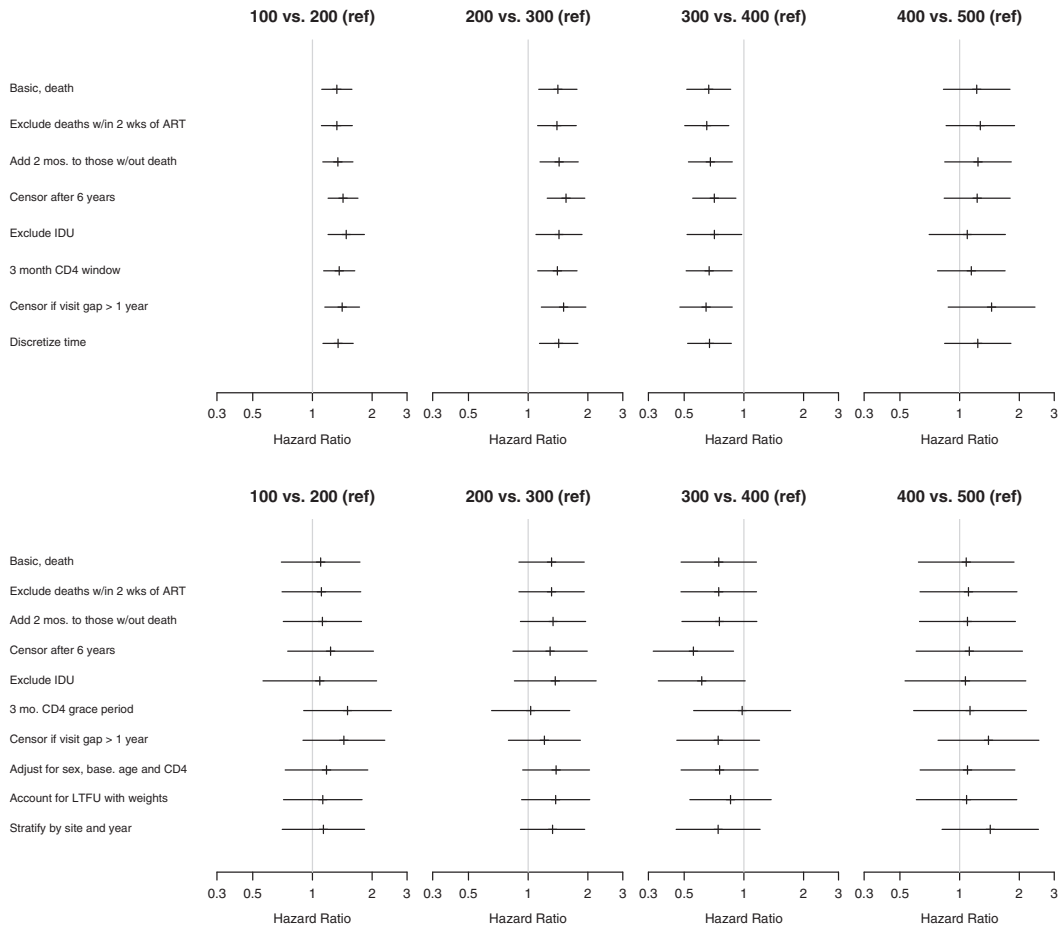 100 vs. 200 (ref) 200 vs. 300 (ref) 300 vs. 400 (ref) 400 vs. 500 (ref)
Basic, death
Exclude deaths w/in 2 wks of ART
Add 2 mos. to those w/out death
Censor after 6 years
Exclude IDU
3 month CD4 window
Censor if visit gap > 1 year
Discretize time
0.3 0.5 1 2 3 0.3 0.5 1 2 3 0.3 0.5 1 2 3 0.3 0.5 1 2 3
Hazard Ratio Hazard Ratio Hazard Ratio Hazard Ratio
100 vs. 200 (ref) 200 vs. 300 (ref) 300 vs. 400 (ref) 400 vs. 500 (ref)
Basic, death
Exclude deaths w/in 2 wks of ART
Add 2 mos. to those w/out death
Censor after 6 years
Exclude IDU
3 mo. CD4 grace period
Censor if visit gap > 1 year
Adjust for sex, base. age and CD4
Account for LTFU with weights
Stratify by site and year
0.3 0.5 1 2 3 0.3 0.5 1 2 3 0.3 0.5 1 2 3 0.3 0.5 1 2 3
Hazard Ratio Hazard Ratio Hazard Ratio Hazard Ratio